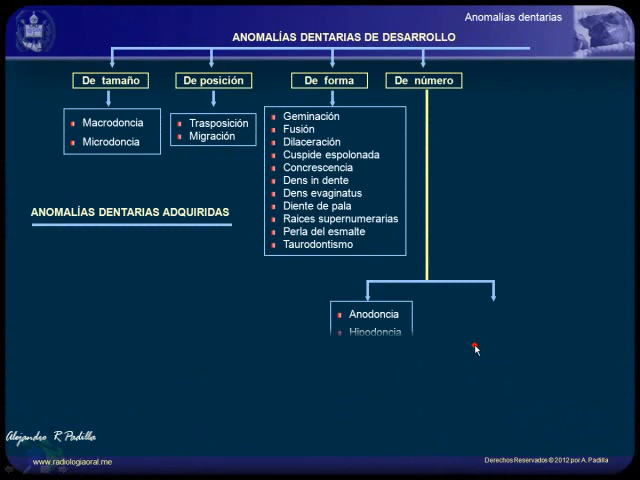 Anomalías dentarias
ANOMALÍAS DENTARIAS DE DESARROLLO
De tamaño
De posición
De forma
De número
Macrodoncia
Microdoncia
Trasposición
Migración
Geminación
Fusión
Dilaceración
Cuspide espolonada
Concrescencia
Dens in dente
Dens evaginatus
Diente de pala
Raices supernumerarias
Perla del esmalte
Taurodontismo
ANOMALÍAS DENTARIAS ADQUIRIDAS
Anodoncia
Hipodoncia
Alejandro R Padilla
www.radiologiaoral.me
Derechos Reservados © 2012 por A. Padilla